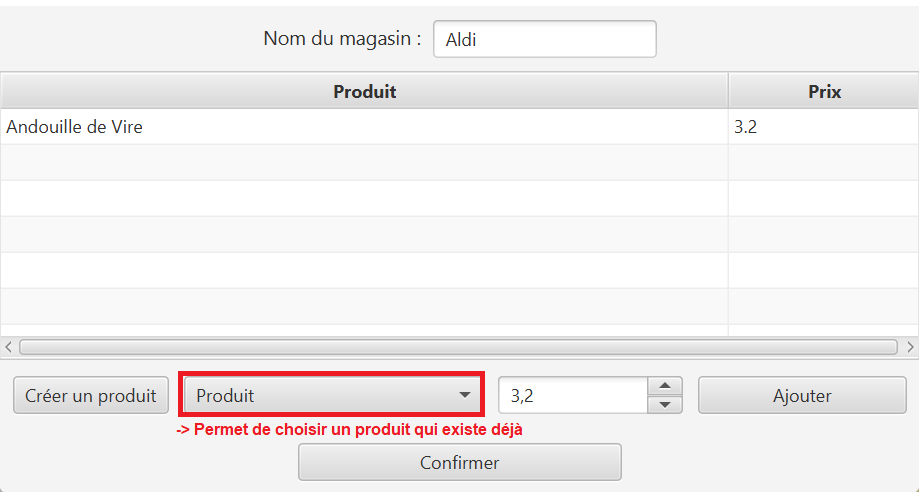 Nom du magasin : Aldi
Produit Prix
Andouille de Vire 3.2
Créer un produit Produit 3,2 Ajouter
-> Permet de choisir un produit qui existe déjà
Confirmer